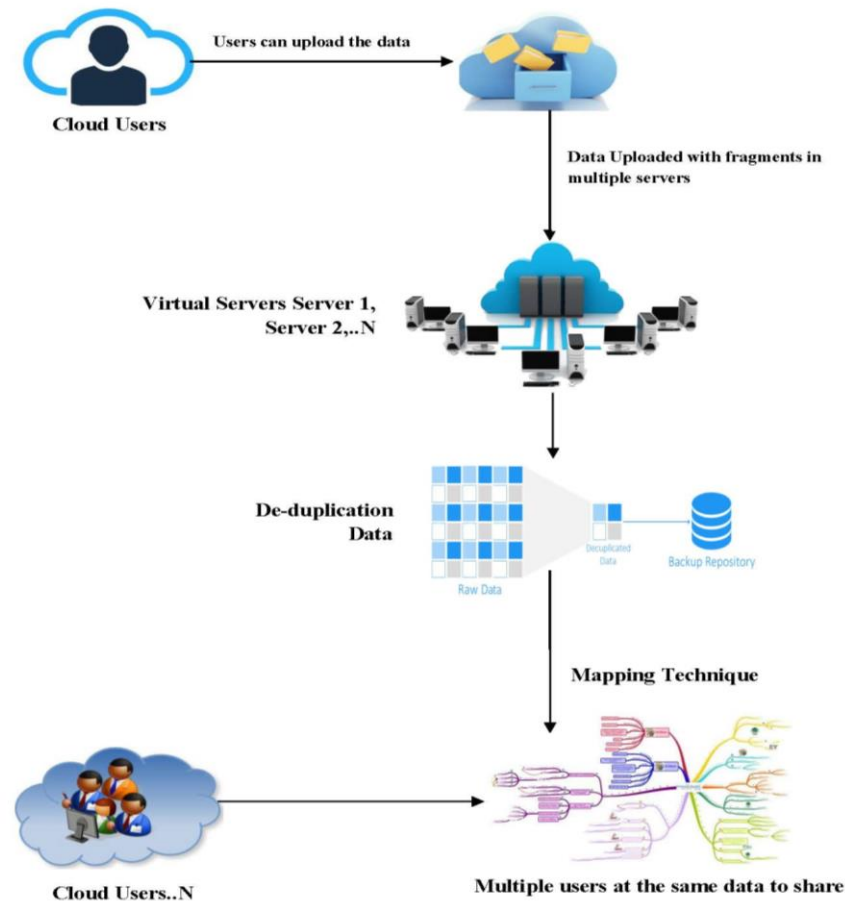 Users can upload the data
Cloud Users
Data Uploaded with fragments in
multiple servers
Virtual Servers Server 1,
Server 2,..N
De-duplication
Data
Decuplicated
Data
Backup Repository
Raw Data
Mapping Technique
Cloud Users..N
Multiple users at the same data to share